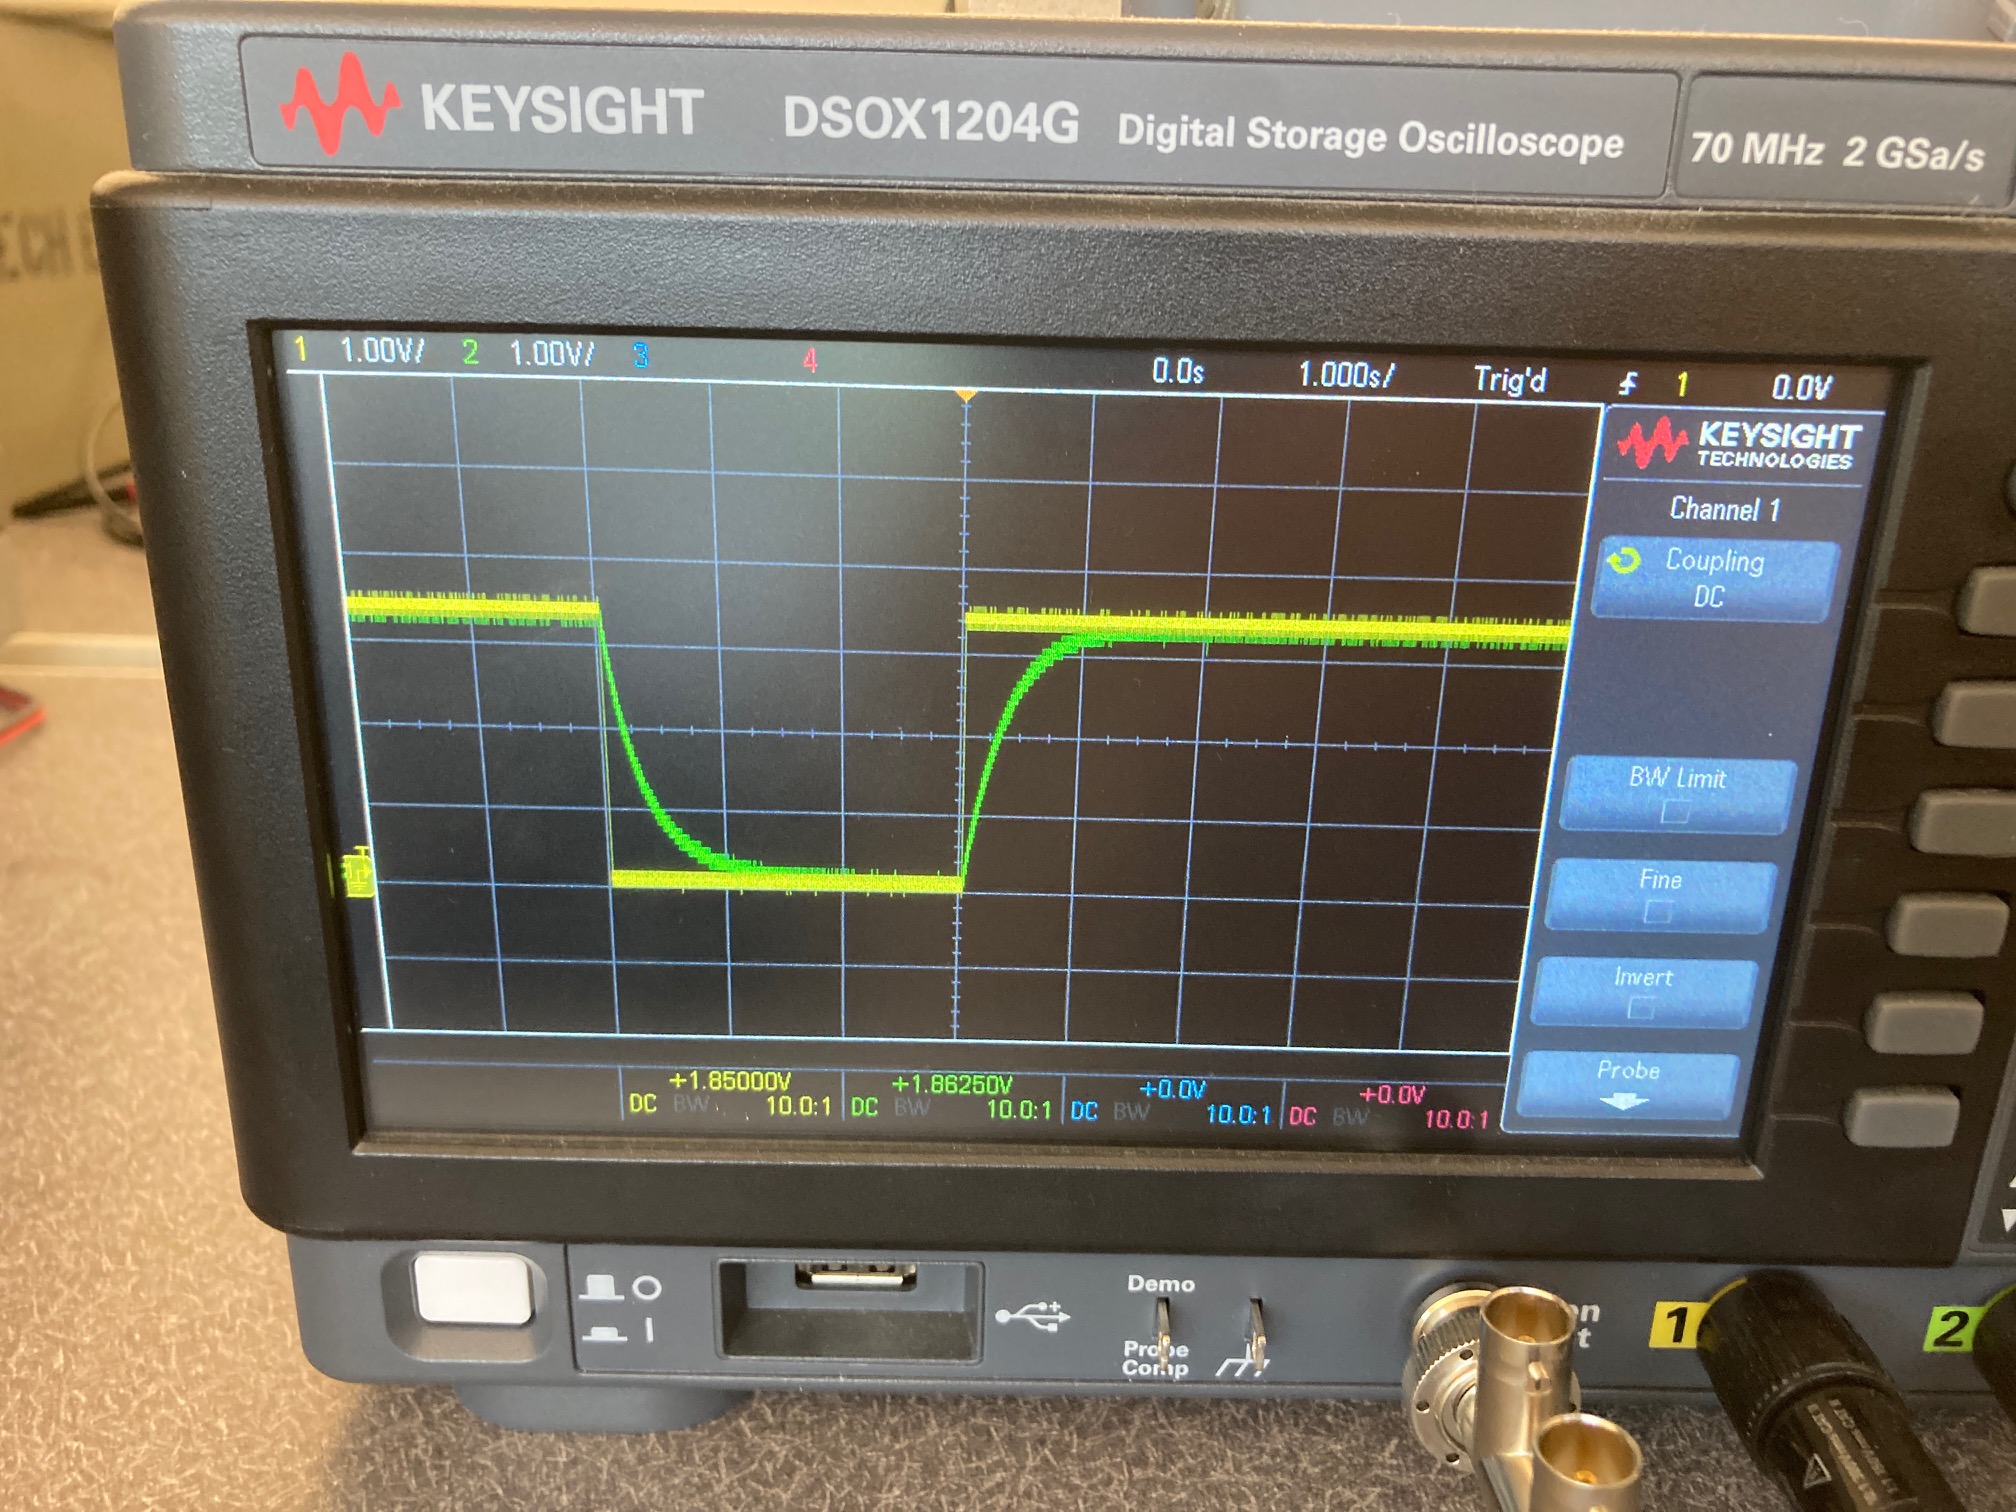 KEYSIGHT DSOX1204G Digital Storage Oscilloscope 70 MHz 2 GSa/s
1 1.00V/ 2 1.00V/ 3 4 0.0s 1.000s/ Trig'd 1 0.0V
KEYSIGHT
TECHNOLOGIES
Channel 1
Coupling
DC
BW Limit
Fine
Invert
Probe
+1.85000V +1.86250V +0.0V +0.0V
DC BW 10.0:1 DC BW 10.0:1 DC BW 10.0:1 DC BW 10.0:1
Demo
Probe
Comp
1
2